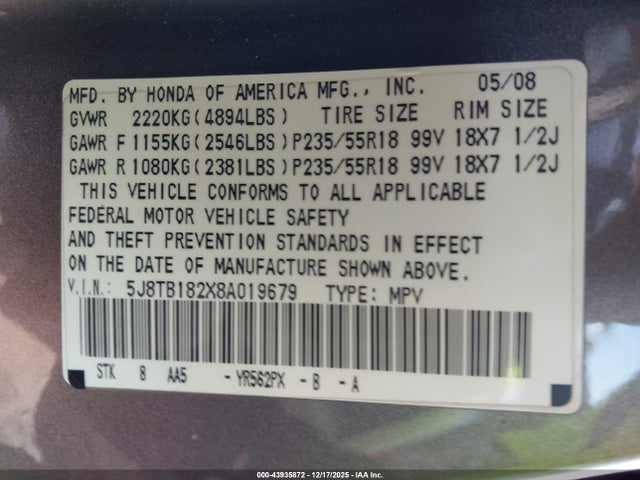 MFD. BY HONDA OF AMERICA MFG., INC. 05/08
GVWR 2220KG(4894LBS) TIRE SIZE RIM SIZE
GAWR F 1155KG(2546LBS)P235/55R18 99V 18X7 1/2J
GAWR R 1080KG(2381LBS)P235/55R18 99V 18X7 1/2J
THIS VEHICLE CONFORMS TO ALL APPLICABLE
FEDERAL MOTOR VEHICLE SAFETY
AND THEFT PREVENTION STANDARDS IN EFFECT
ON THE DATE OF MANUFACTURE SHOWN ABOVE.
V.I.N.: 5J8TB182X8A019679 TYPE: MPV
STK 8 AA5 -YR562PX -B -A
000-43935872 - 12/17/2025 - IAA Inc.